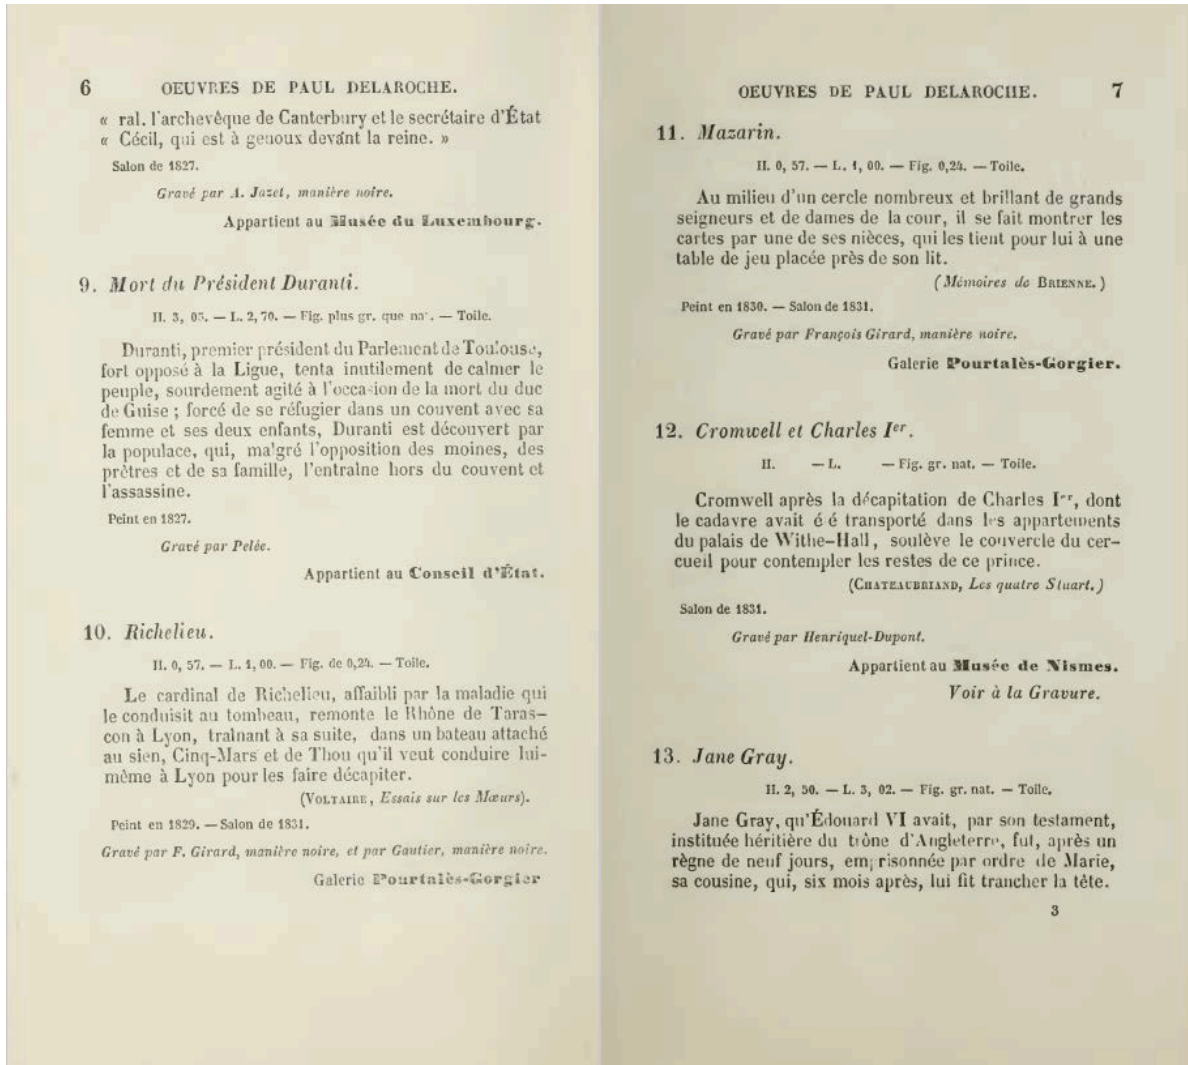 6 OEUVRES DE PAUL DELAROCHE.
« ral. l'archevêque de Canterbury et le secrétaire d'État
« Cécil, qui est à genoux devant la reine. »
Salon de 1827.
Gravé par A. Jazet, manière noire.
Appartient au Musée du Luxembourg.
9. Mort du Président Duranti.
H. 3, 05. — L. 2, 70. — Fig. plus gr. que nat. — Toile.
Duranti, premier président du Parlement de Toulouse,
fort opposé à la Ligue, tenta inutilement de calmer le
peuple, sourdement agité à l'occasion de la mort du duc
de Guise ; forcé de se réfugier dans un couvent avec sa
femme et ses deux enfants, Duranti est découvert par
la populace, qui, malgré l'opposition des moines, des
prêtres et de sa famille, l'entraîne hors du couvent et
l'assassine.
Peint en 1827.
Gravé par Pelée.
Appartient au Conseil d'État.
10. Richelieu.
H. 0, 57. — L. 1, 00. — Fig. de 0,24. — Toile.
Le cardinal de Richelieu, affaibli par la maladie qui
le conduisit au tombeau, remonte le Rhône de Taras-
con à Lyon, traînant à sa suite, dans un bateau attaché
au sien, Cinq-Mars et de Thou qu'il veut conduire lui-
même à Lyon pour les faire décapiter.
(VOLTAIRE, Essais sur les Mœurs).
Peint en 1829. — Salon de 1831.
Gravé par F. Girard, manière noire, et par Gautier, manière noire.
Galerie Pourtalès-Gorgier
OEUVRES DE PAUL DELAROCHE. 7
11. Mazarin.
H. 0, 57. — L. 1, 00. — Fig. 0,24. — Toile.
Au milieu d'un cercle nombreux et brillant de grands
seigneurs et de dames de la cour, il se fait montrer les
cartes par une de ses nièces, qui les tient pour lui à une
table de jeu placée près de son lit.
(Mémoires de BRIENNE.)
Peint en 1830. — Salon de 1831.
Gravé par François Girard, manière noire.
Galerie Pourtalès-Gorgier.
12. Cromwell et Charles Ier.
H. — L. — Fig. gr. nat. — Toile.
Cromwell après la décapitation de Charles Ier, dont
le cadavre avait é é transporté dans les appartements
du palais de Withe-Hall, soulève le couvercle du cer-
cueil pour contempler les restes de ce prince.
(CHATEAUBRIAND, Les quatre Stuart.)
Salon de 1831.
Gravé par Henriquel-Dupont.
Appartient au Musée de Nismes.
Voir à la Gravure.
13. Jane Gray.
H. 2, 50. — L. 3, 02. — Fig. gr. nat. — Toile.
Jane Gray, qu'Édouard VI avait, par son testament,
instituée héritière du trône d'Angleterre, fut, après un
règne de neuf jours, emprisonnée par ordre de Marie,
sa cousine, qui, six mois après, lui fit trancher la tête.
3